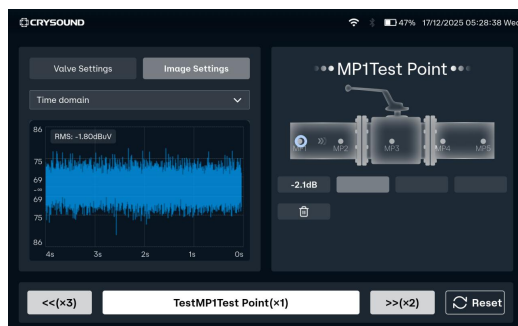 CRYSOUND
47% 17/12/2025 05:28:38 Wed
Valve Settings
Image Settings
Time domain
86
RMS: -1.80dBuV
75
69
-∞
69
75
86
4s 3s 2s 1s 0s
MP1Test Point
MP1 MP2 MP3 MP4 MP5
-2.1dB
<<(×3)
TestMP1Test Point(×1)
>>(×2)
Reset